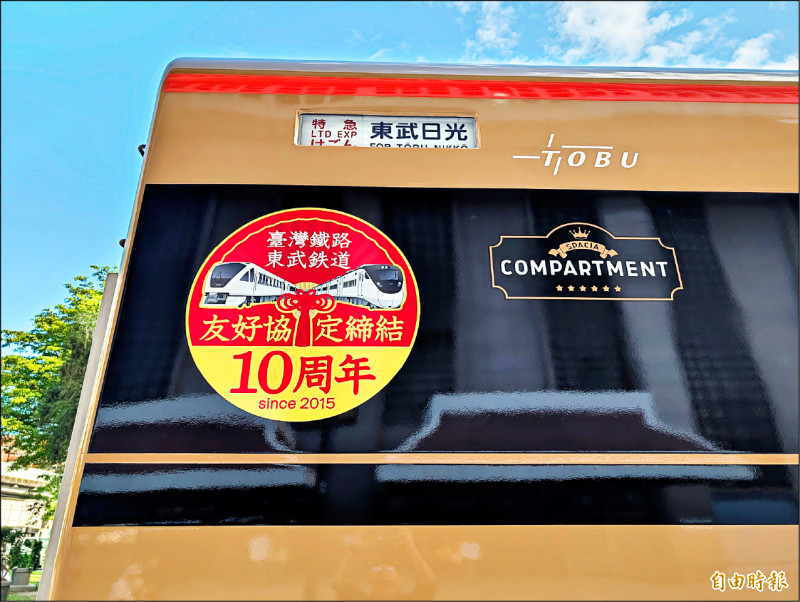 特急
LTD EXP
けごん
東武日光
FOR TŌBU-NIKKŌ
TOBU
臺灣鐵路
東武鉄道
友好協定締結
10周年
since 2015
SPACIA
COMPARTMENT
自由時報